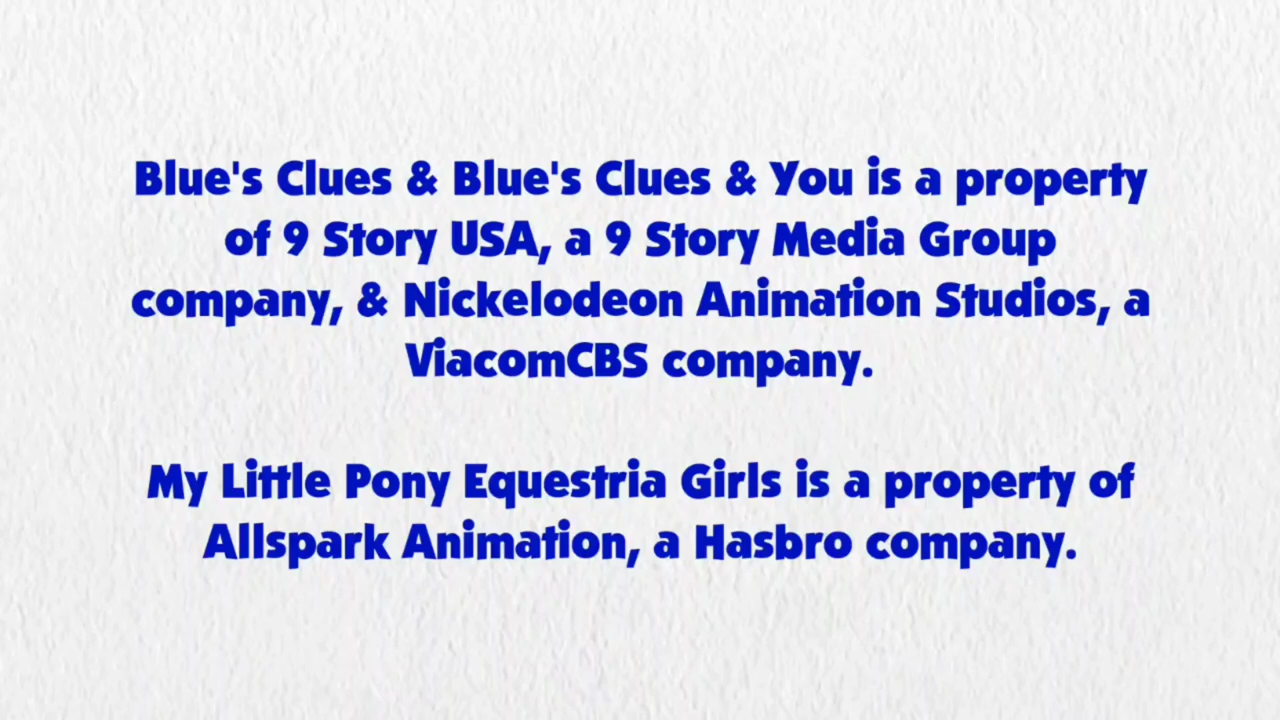 Blue's Clues & Blue's Clues & You is a property
of 9 Story USA, a 9 Story Media Group
company, & Nickelodeon Animation Studios, a
ViacomCBS company.
My Little Pony Equestria Girls is a property of
Allspark Animation, a Hasbro company.